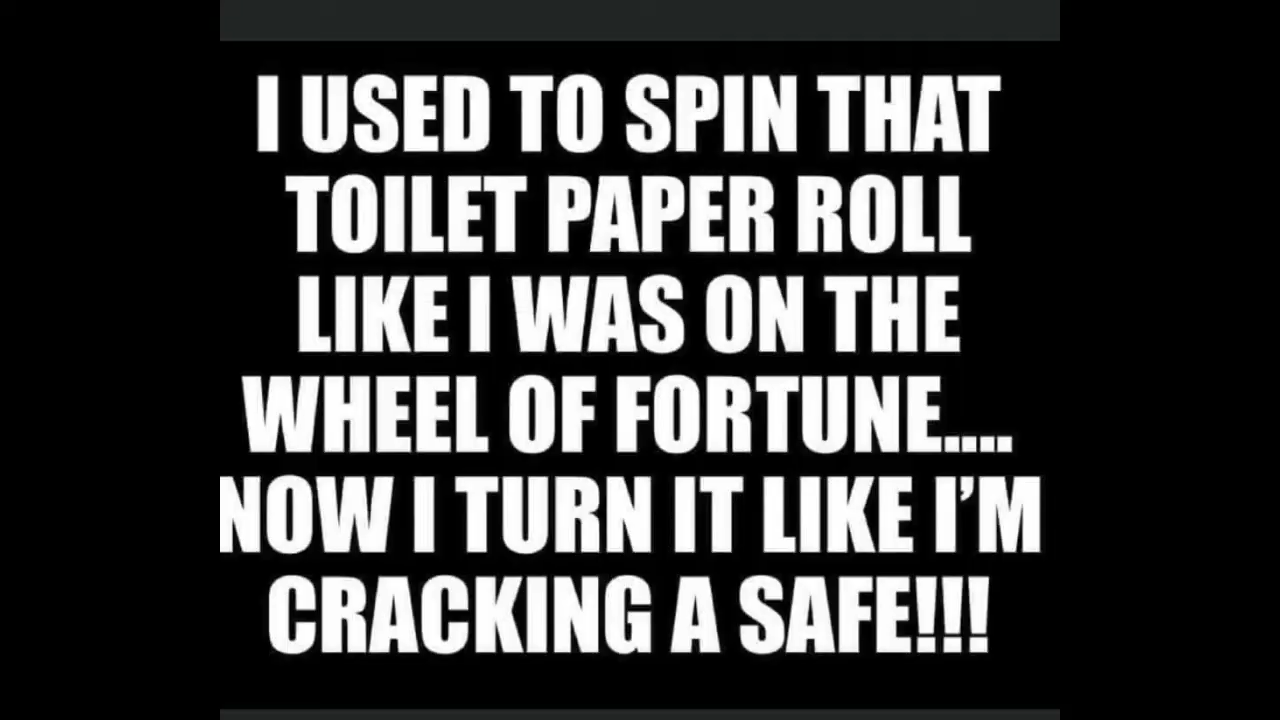 I USED TO SPIN THAT
TOILET PAPER ROLL
LIKE I WAS ON THE
WHEEL OF FORTUNE....
NOW I TURN IT LIKE I’M
CRACKING A SAFE!!!